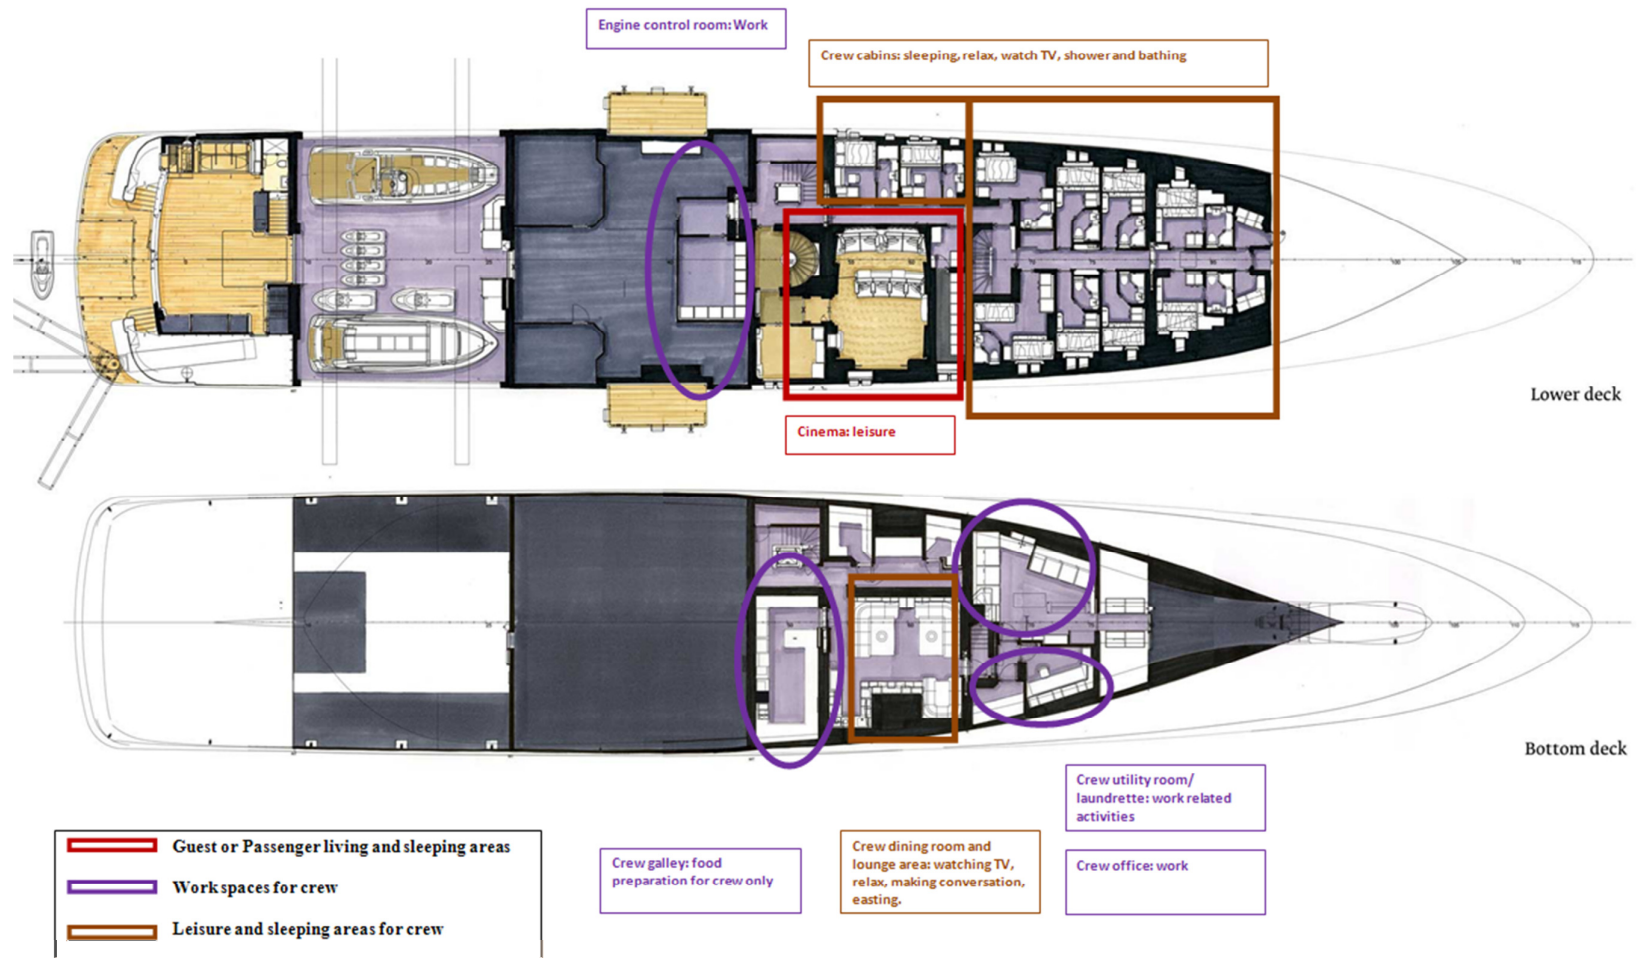 Engine control room: Work
Crew cabins: sleeping, relax, watch TV, shower and bathing
Lower deck
Cinema: leisure
Bottom deck
Crew utility room/
laundrette: work related
activities
Crew dining room and
lounge area: watching TV,
relax, making conversation,
easting.
Crew galley: food
preparation for crew only
Crew office: work
Guest or Passenger living and sleeping areas
Work spaces for crew
Leisure and sleeping areas for crew